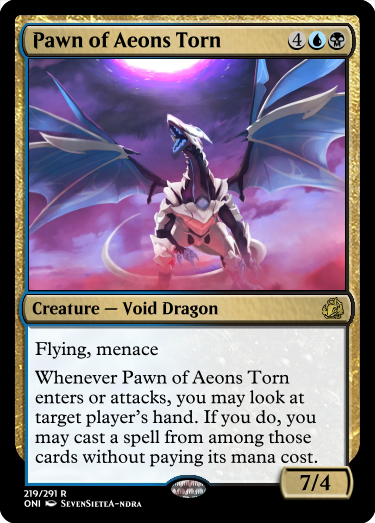 Pawn of Aeons Torn 4
Creature — Void Dragon
Flying, menace
Whenever Pawn of Aeons Torn
enters or attacks, you may look at
target player's hand. If you do, you
may cast a spell from among those
cards without paying its mana cost.
7/4
219/291 R
ONI SevenSieteA-ndra